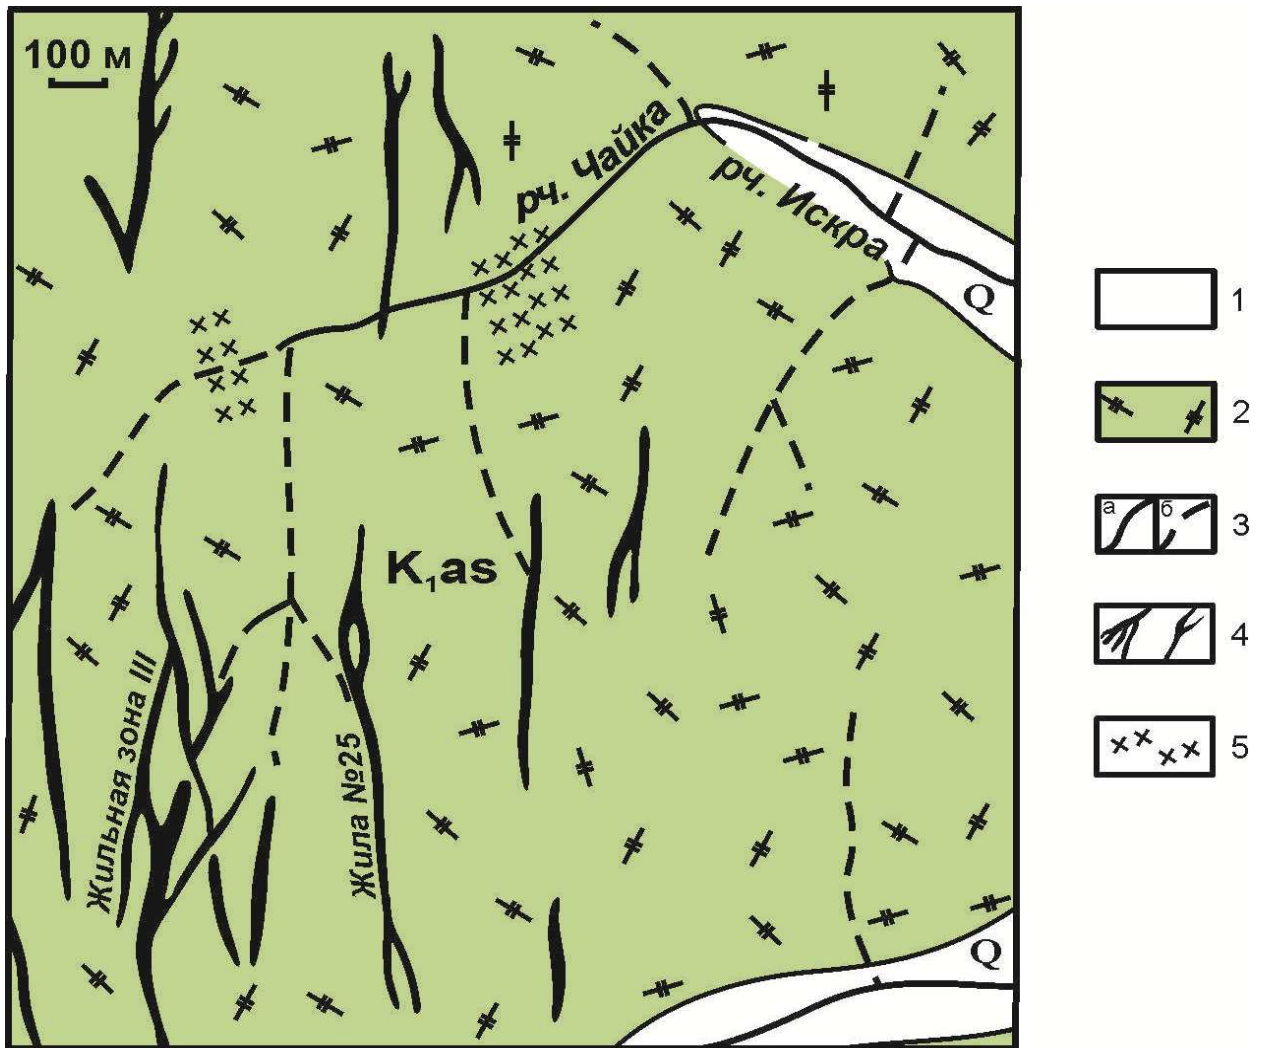 100 м
рч. Чайка
рч. Искра
Q
K₁as
Жильная зона III
Жила №25
Q
1
2
а б
3
4
5